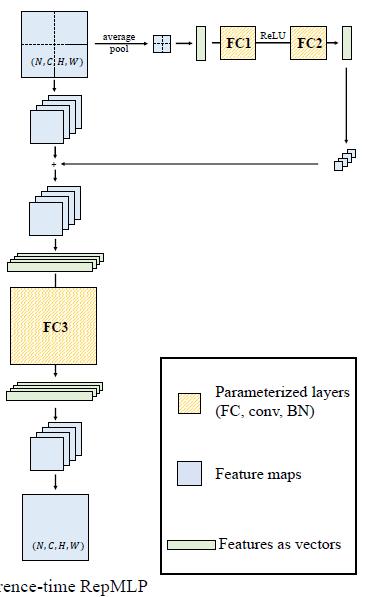 (N, C, H, W)
average
pool
FC1
ReLU
FC2
+
FC3
Parameterized layers
(FC, conv, BN)
Feature maps
Features as vectors
(N, C, H, W)
rence-time RepMLP